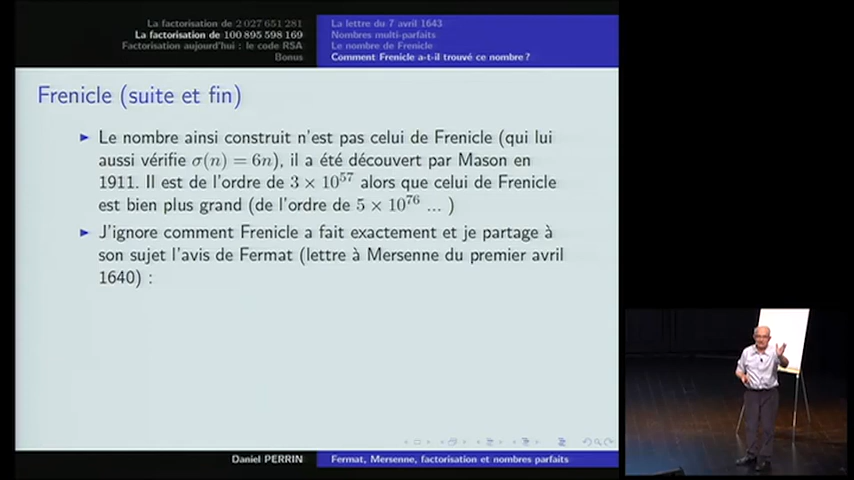 La factorisation de 2 027 651 281
La factorisation de 100 895 598 169
Factorisation aujourd'hui : le code RSA
Bonus
La lettre du 7 avril 1643
Nombres multi-parfaits
Le nombre de Frenicle
Comment Frenicle a-t-il trouvé ce nombre ?
Frenicle (suite et fin)
► Le nombre ainsi construit n'est pas celui de Frenicle (qui lui
aussi vérifie σ(n) = 6n), il a été découvert par Mason en
1911. Il est de l'ordre de 3 × 10⁵⁷ alors que celui de Frenicle
est bien plus grand (de l'ordre de 5 × 10⁷⁶ ... )
► J'ignore comment Frenicle a fait exactement et je partage à
son sujet l'avis de Fermat (lettre à Mersenne du premier avril
1640) :
Daniel PERRIN
Fermat, Mersenne, factorisation et nombres parfaits